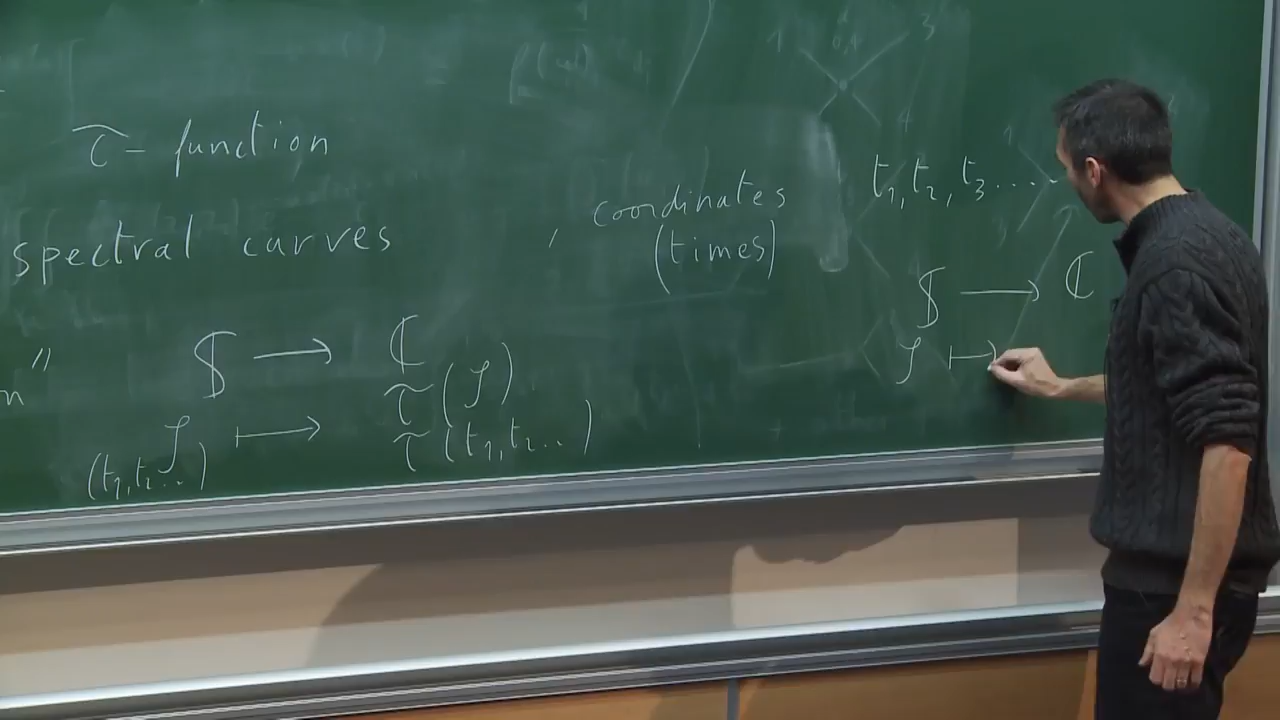 τ - function
spectral curves , coordinates t₁, t₂, t₃ ....
(times)
𝕊 ⟶ ℂ
𝒮 ⟼
n"
𝕊 ⟶ ℂ
𝒮 ⟼ τ(𝒮)
(t₁, t₂ ..) τ(t₁, t₂ ..)